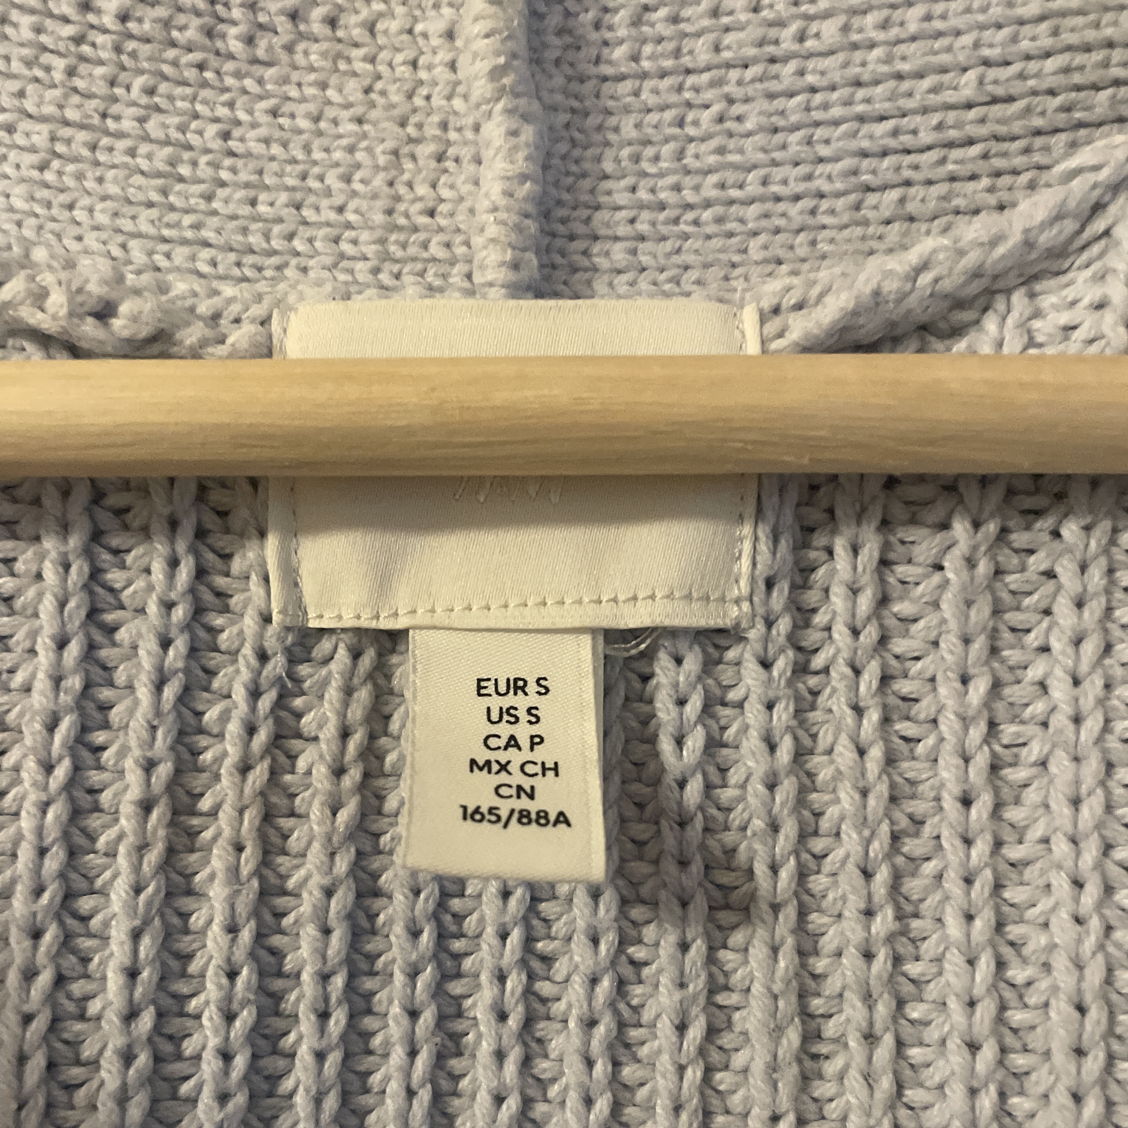 EUR S
US S
CA P
MX CH
CN
165/88A